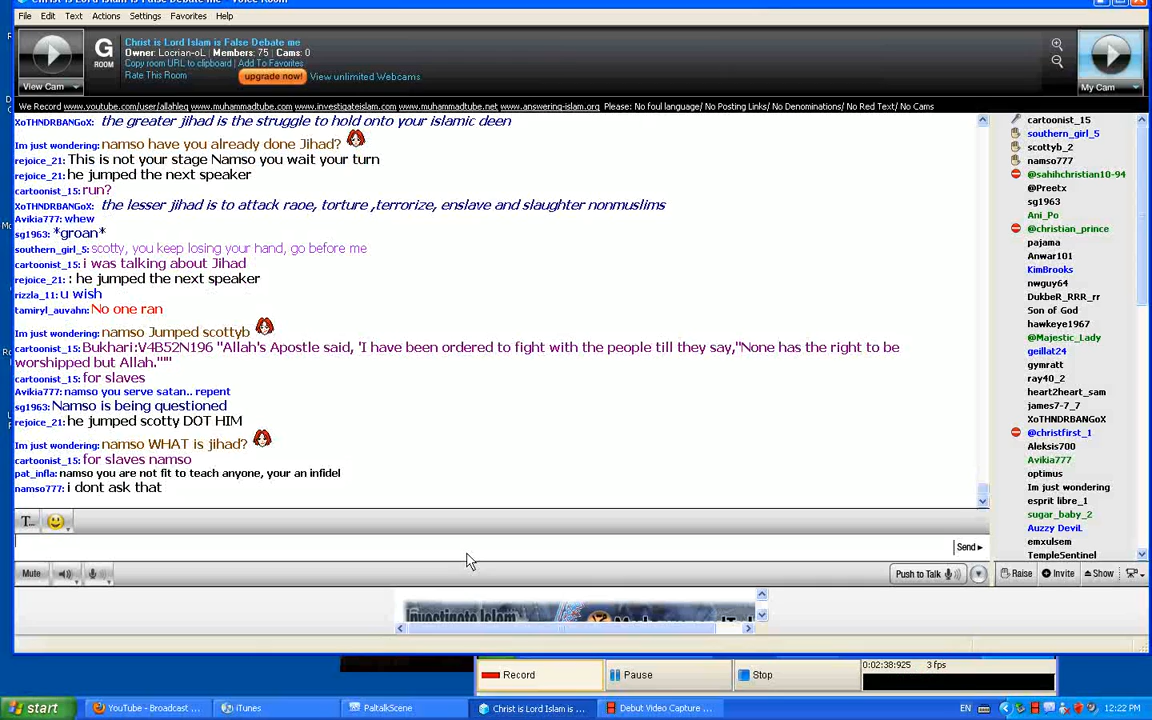 Christ is Lord Islam is False Debate me - Voice Room
File Edit Text Actions Settings Favorites Help
G ROOM
Christ is Lord Islam is False Debate me
Owner: Locrian-oL | Members: 75 | Cams: 0
Copy room URL to clipboard | Add To Favorites
Rate This Room upgrade now! View unlimited Webcams
View Cam
My Cam
We Record www.youtube.com/user/allahleq www.muhammadtube.com www.investigateislam.com www.muhammadtube.net www.answering-islam.org Please: No foul language/ No Posting Links/ No Denominations/ No Red Text/ No Cams
XoTHNDRBANGoX: the greater jihad is the struggle to hold onto your islamic deen
Im just wondering: namso have you already done Jihad?
rejoice_21: This is not your stage Namso you wait your turn
rejoice_21: he jumped the next speaker
cartoonist_15: run?
XoTHNDRBANGoX: the lesser jihad is to attack raoe, torture ,terrorize, enslave and slaughter nonmuslims
Avikia777: whew
sg1963: *groan*
southern_girl_5: scotty, you keep losing your hand, go before me
cartoonist_15: i was talking about Jihad
rejoice_21: : he jumped the next speaker
rizzla_11: u wish
tamiryl_auvahn: No one ran
Im just wondering: namso Jumped scottyb
cartoonist_15: Bukhari:V4B52N196 "Allah's Apostle said, 'I have been ordered to fight with the people till they say,"None has the right to be
worshipped but Allah."'"
cartoonist_15: for slaves
Avikia777: namso you serve satan.. repent
sg1963: Namso is being questioned
rejoice_21: he jumped scotty DOT HIM
Im just wondering: namso WHAT is jihad?
cartoonist_15: for slaves namso
pat_infla: namso you are not fit to teach anyone, your an infidel
namso777: i dont ask that
cartoonist_15
southern_girl_5
scottyb_2
namso777
@sahihchristian10-94
@Preetx
sg1963
Ani_Po
@christian_prince
pajama
Anwar101
KimBrooks
nwguy64
DukbeR_RRR_rr
Son of God
hawkeye1967
@Majestic_Lady
geillat24
gymratt
ray40_2
heart2heart_sam
james7-7_7
XoTHNDRBANGoX
@christfirst_1
Aleksis700
Avikia777
optimus
Im just wondering
esprit libre_1
sugar_baby_2
Auzzy DeviL
emxulsem
TempleSentinel
T...
Send
Mute
Push to Talk
Raise Invite Show
Investigate Islam
Record Pause Stop
0:02:38:925 3 fps
start YouTube - Broadcast ... iTunes PaltalkScene Christ is Lord Islam is ... Debut Video Capture ... EN 12:22 PM